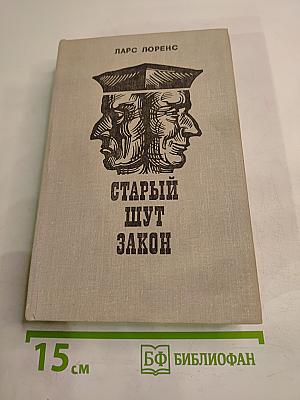 ЛАРС ЛОРЕНС
СТАРЫЙ
ШУТ
ЗАКОН
15 см
БФ БИБЛИОФАН